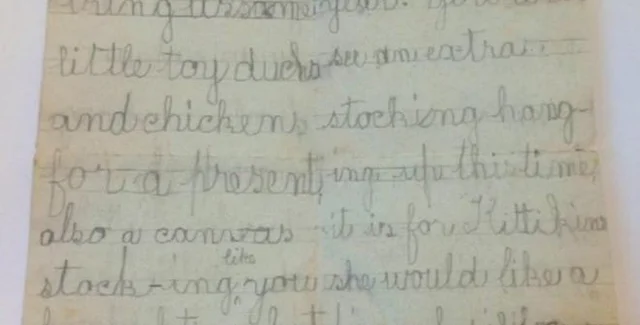 little toy ducks
and chickens
for a present,
also a canvas
stock-ing like you
see an extra
stocking hang-
ing up this time,
it is for Kittikins
she would like a